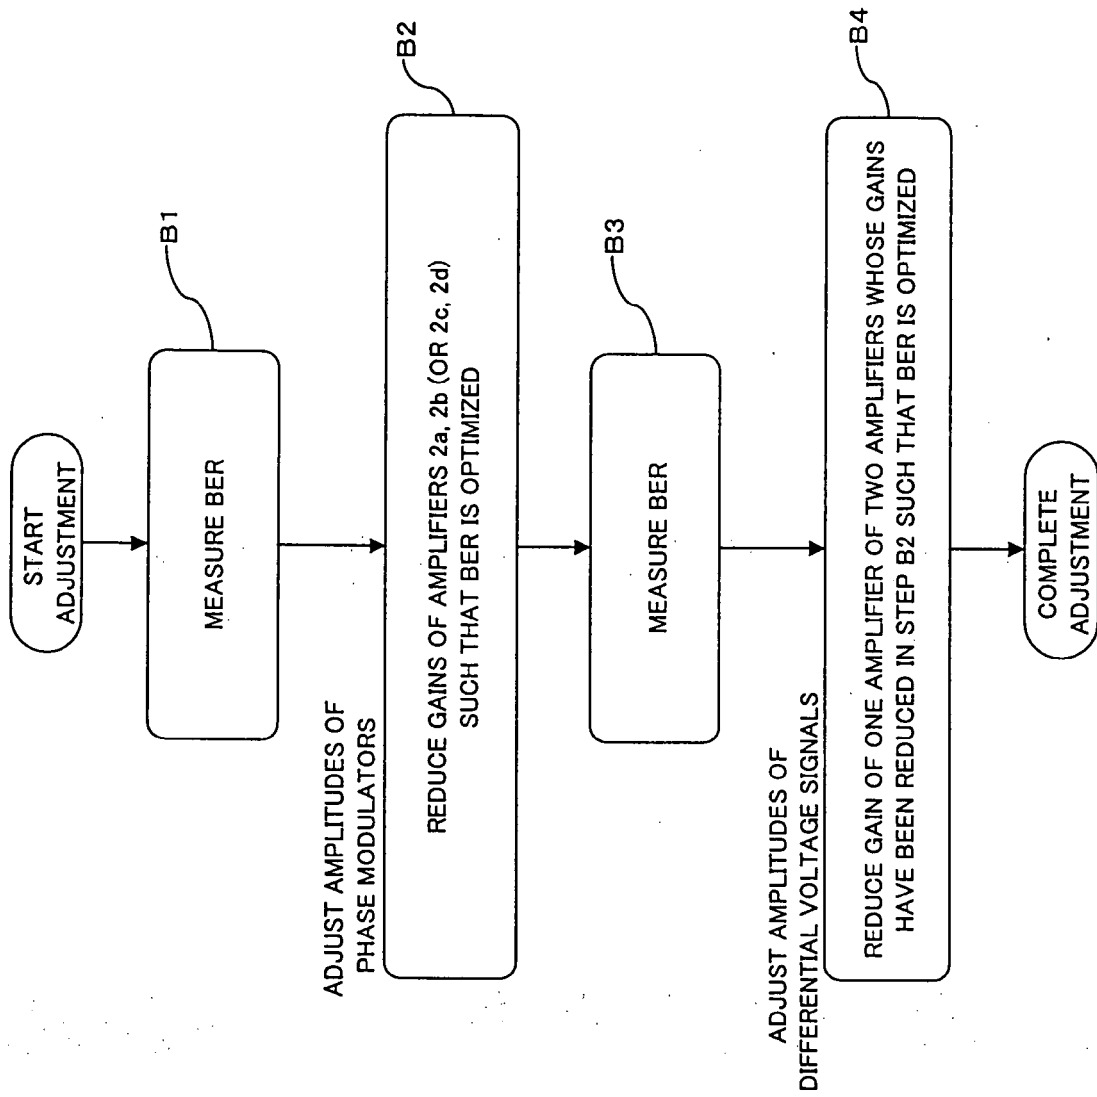 START
ADJUSTMENT
B1
MEASURE BER
ADJUST AMPLITUDES OF
PHASE MODULATORS
B2
REDUCE GAINS OF AMPLIFIERS 2a, 2b (OR 2c, 2d)
SUCH THAT BER IS OPTIMIZED
B3
MEASURE BER
ADJUST AMPLITUDES OF
DIFFERENTIAL VOLTAGE SIGNALS
B4
REDUCE GAIN OF ONE AMPLIFIER OF TWO AMPLIFIERS WHOSE GAINS
HAVE BEEN REDUCED IN STEP B2 SUCH THAT BER IS OPTIMIZED
COMPLETE
ADJUSTMENT